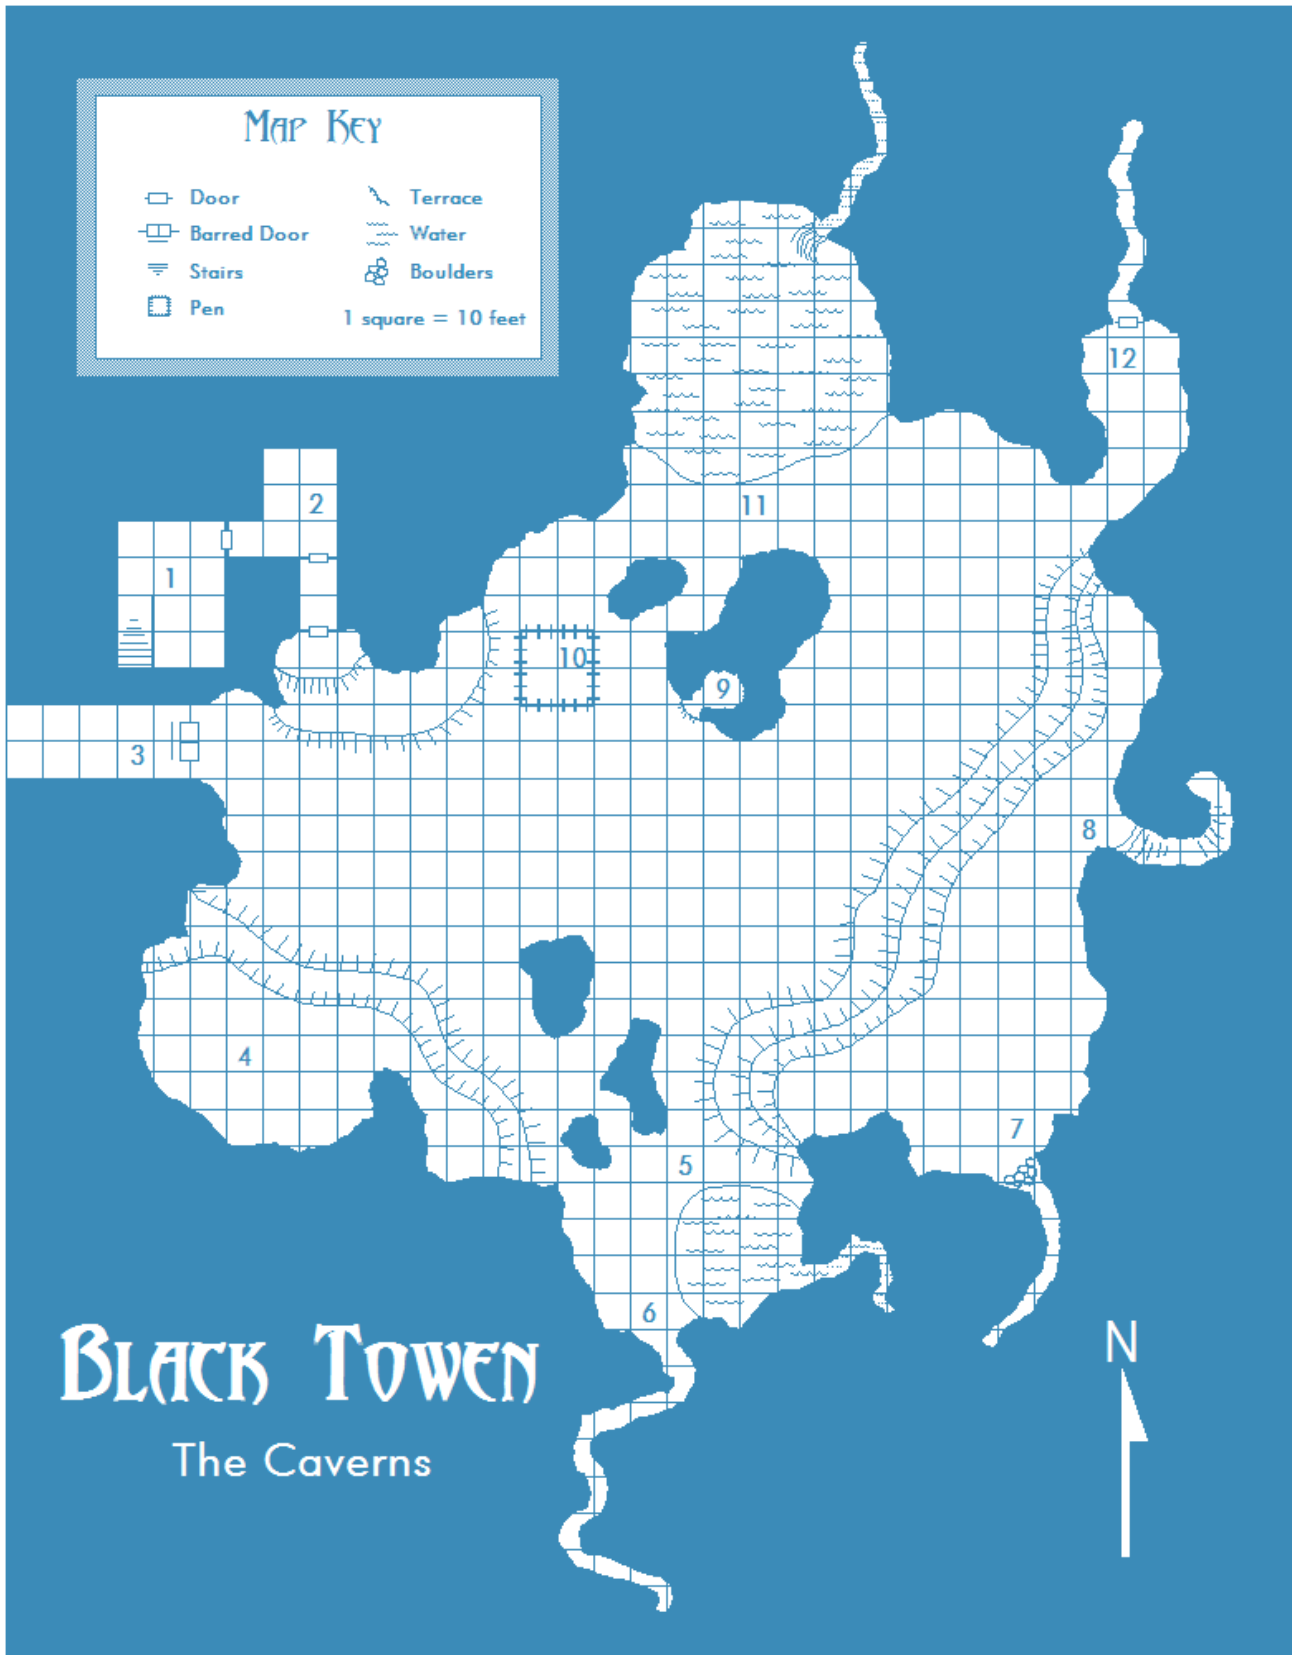 Map Key
Door
Terrace
Barred Door
Water
Stairs
Boulders
Pen
1 square = 10 feet
12
2
11
1
10
9
3
8
4
7
5
6
Black Towen
The Caverns
N